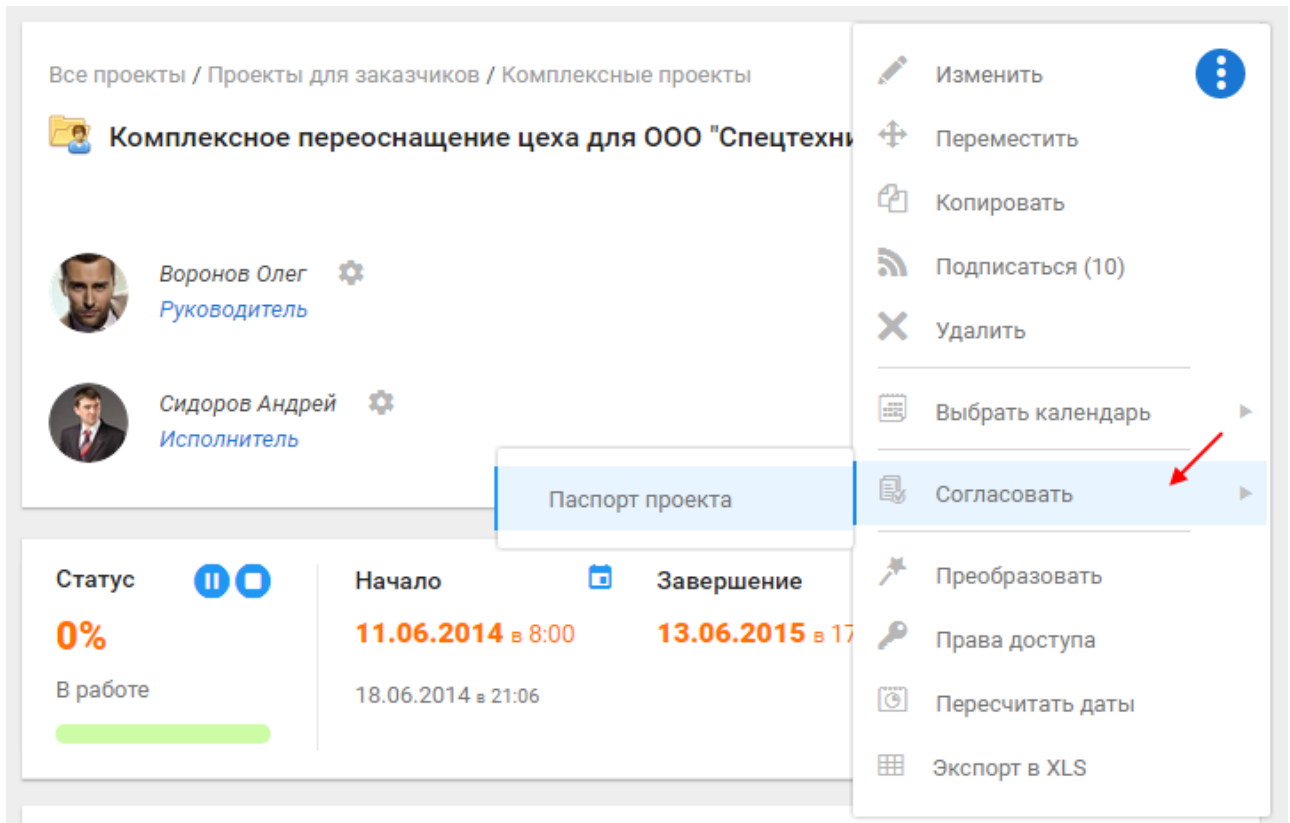 Все проекты / Проекты для заказчиков / Комплексные проекты
Комплексное переоснащение цеха для ООО "Спецтехни
Воронов Олег
Руководитель
Сидоров Андрей
Исполнитель
Изменить
Переместить
Копировать
Подписаться (10)
Удалить
Выбрать календарь
Согласовать
Паспорт проекта
Преобразовать
Права доступа
Пересчитать даты
Экспорт в XLS
Статус
0%
В работе
Начало
11.06.2014 в 8:00
18.06.2014 в 21:06
Завершение
13.06.2015 в 17